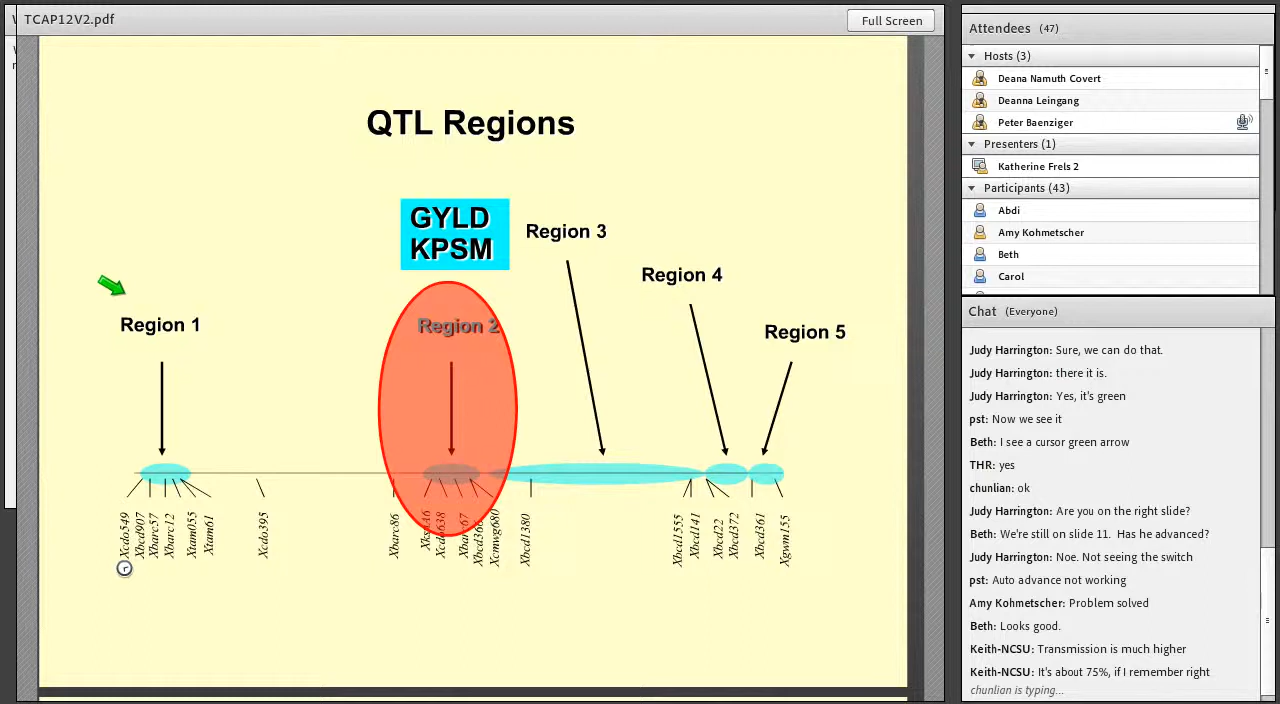 TCAP12V2.pdf
Full Screen
QTL Regions
GYLD
KPSM
Region 1
Region 2
Region 3
Region 4
Region 5
Xcdo549
Xbcd907
Xbarc57
Xbarc12
Xtam055
Xtam61
Xcdo395
Xbarc86
Xcdo638
Xbarc67
Xbcd366
Xcmwg680
Xbcd1380
Xbcd1555
Xbcd141
Xbcd22
Xbcd372
Xbcd361
Xgwm155
Attendees (47)
Hosts (3)
Deana Namuth Covert
Deanna Leingang
Peter Baenziger
Presenters (1)
Katherine Frels 2
Participants (43)
Abdi
Amy Kohmetscher
Beth
Carol
Chat (Everyone)
Judy Harrington: Sure, we can do that.
Judy Harrington: there it is.
Judy Harrington: Yes, it's green
pst: Now we see it
Beth: I see a cursor green arrow
THR: yes
chunlian: ok
Judy Harrington: Are you on the right slide?
Beth: We're still on slide 11. Has he advanced?
Judy Harrington: Noe. Not seeing the switch
pst: Auto advance not working
Amy Kohmetscher: Problem solved
Beth: Looks good.
Keith-NCSU: Transmission is much higher
Keith-NCSU: It's about 75%, if I remember right
chunlian is typing...